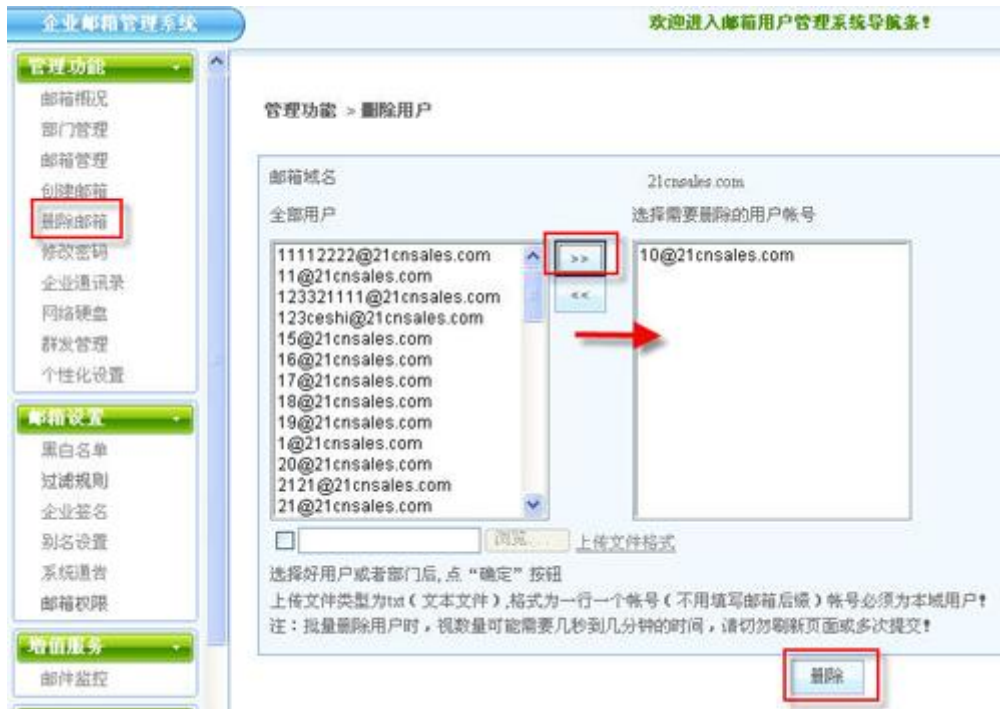 企业邮箱管理系统
欢迎进入邮箱用户管理系统导航条!
管理功能
邮箱概况
部门管理
邮箱管理
创建邮箱
删除邮箱
修改密码
企业通讯录
网络硬盘
群发管理
个性化设置
邮箱设置
黑白名单
过滤规则
企业签名
别名设置
系统通告
邮箱权限
增值服务
邮件监控
管理功能 > 删除用户
邮箱域名
21cnsales.com
全部用户
选择需要删除的用户帐号
11112222@21cnsales.com
11@21cnsales.com
123321111@21cnsales.com
123ceshi@21cnsales.com
15@21cnsales.com
16@21cnsales.com
17@21cnsales.com
18@21cnsales.com
19@21cnsales.com
1@21cnsales.com
20@21cnsales.com
2121@21cnsales.com
21@21cnsales.com
>>
<<
10@21cnsales.com
浏览... 上传文件格式
选择好用户或者部门后,点“确定”按钮
上传文件类型为txt(文本文件),格式为一行一个帐号(不用填写邮箱后缀)帐号必须为本域用户!
注:批量删除用户时,视数量可能需要几秒到几分钟的时间,请切勿刷新页面或多次提交!
删除